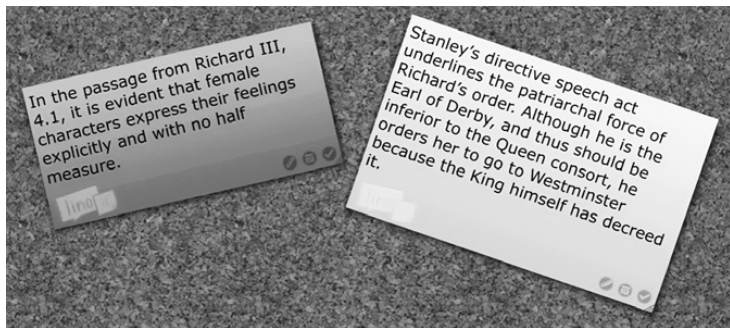 In the passage from Richard III,
4.1, it is evident that female
characters express their feelings
explicitly and with no half
measure.
lino it
Stanley’s directive speech act
underlines the patriarchal force of
Richard’s order. Although he is the
Earl of Derby, and thus should be
inferior to the Queen consort, he
orders her to go to Westminster
because the King himself has decreed
it.